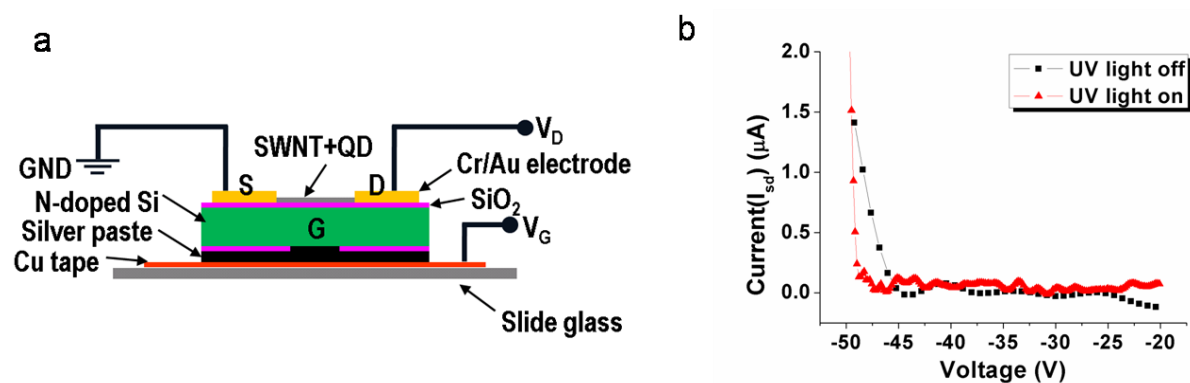 a
GND
S
SWNT+QD
D
V_D
Cr/Au electrode
SiO₂
N-doped Si
Silver paste
Cu tape
G
V_G
Slide glass
b
2.0
1.5
1.0
0.5
0.0
Current(I_sd) (μA)
UV light off
UV light on
-50 -45 -40 -35 -30 -25 -20
Voltage (V)